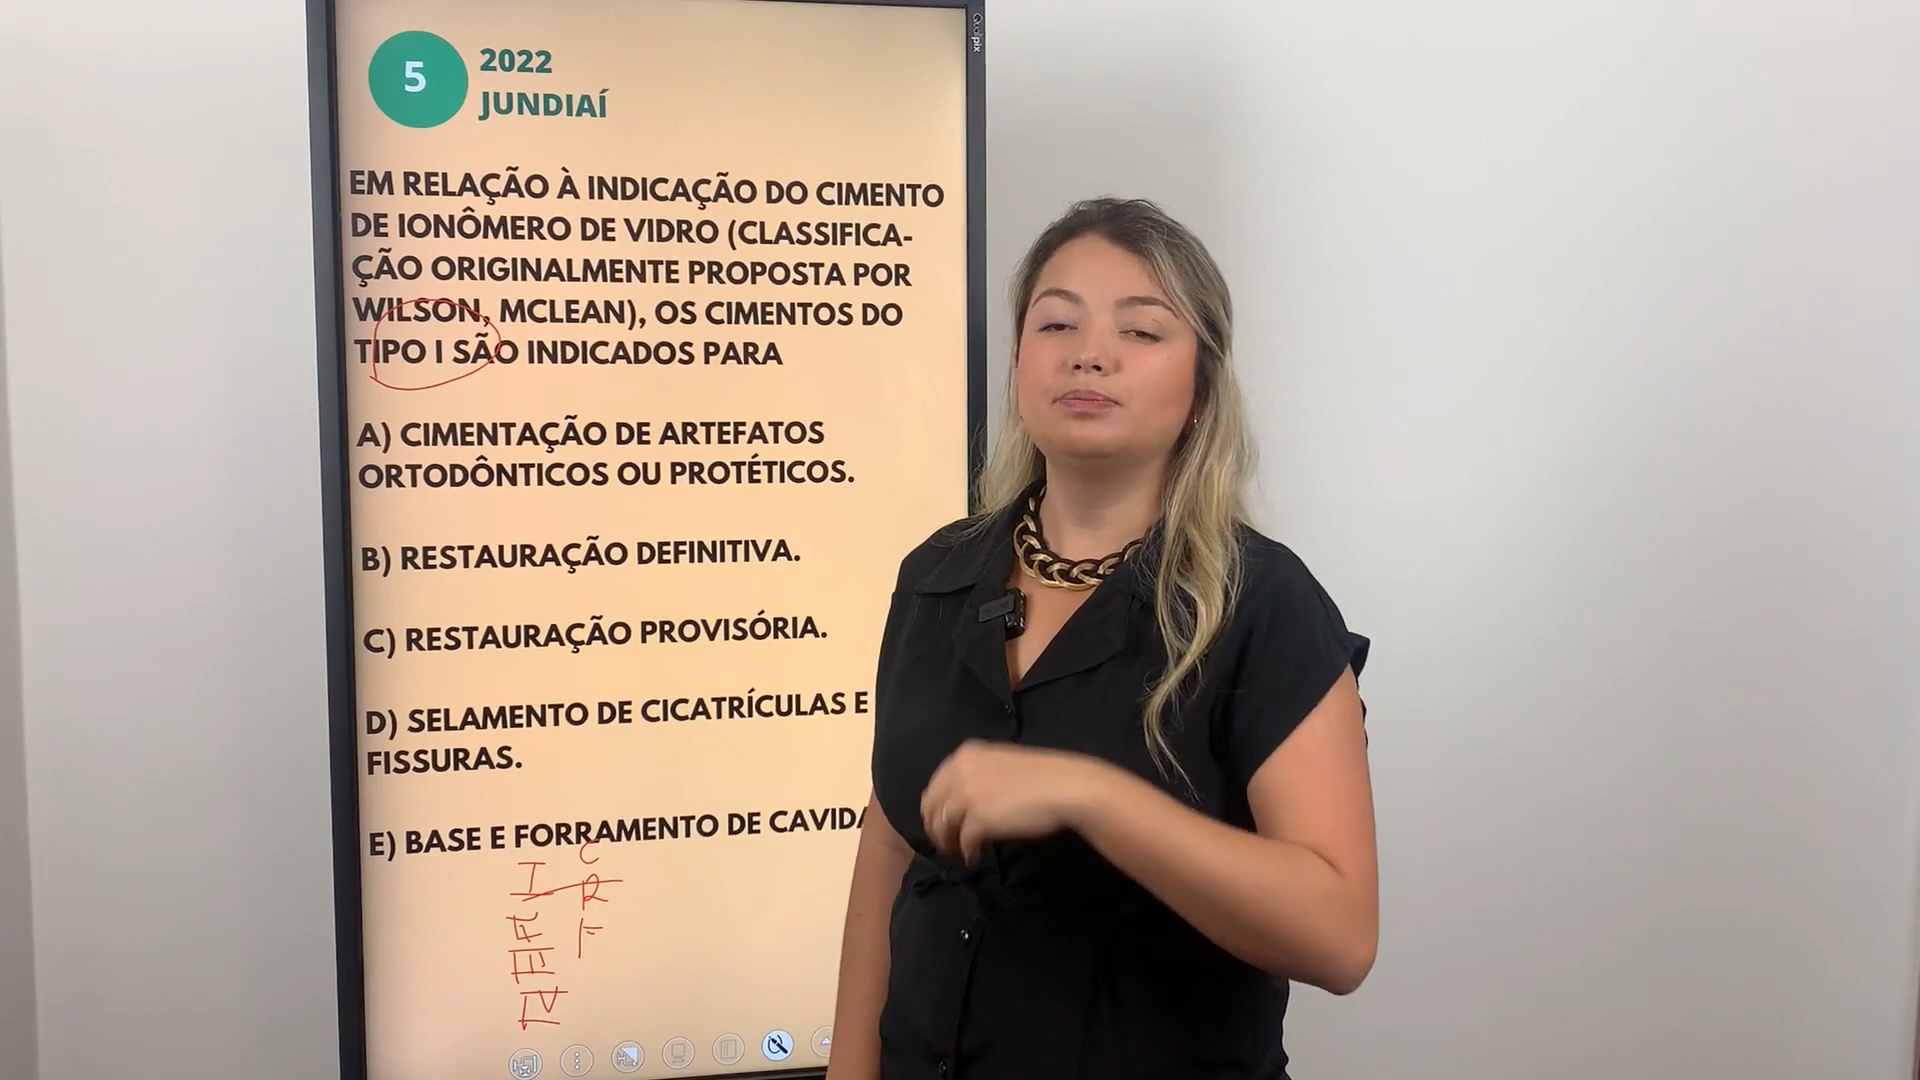 5
2022
JUNDIAÍ
EM RELAÇÃO À INDICAÇÃO DO CIMENTO
DE IONÔMERO DE VIDRO (CLASSIFICA-
ÇÃO ORIGINALMENTE PROPOSTA POR
WILSON, MCLEAN), OS CIMENTOS DO
TIPO I SÃO INDICADOS PARA
A) CIMENTAÇÃO DE ARTEFATOS
ORTODÔNTICOS OU PROTÉTICOS.
B) RESTAURAÇÃO DEFINITIVA.
C) RESTAURAÇÃO PROVISÓRIA.
D) SELAMENTO DE CICATRÍCULAS E
FISSURAS.
E) BASE E FORRAMENTO DE
I C
R
III F
IV